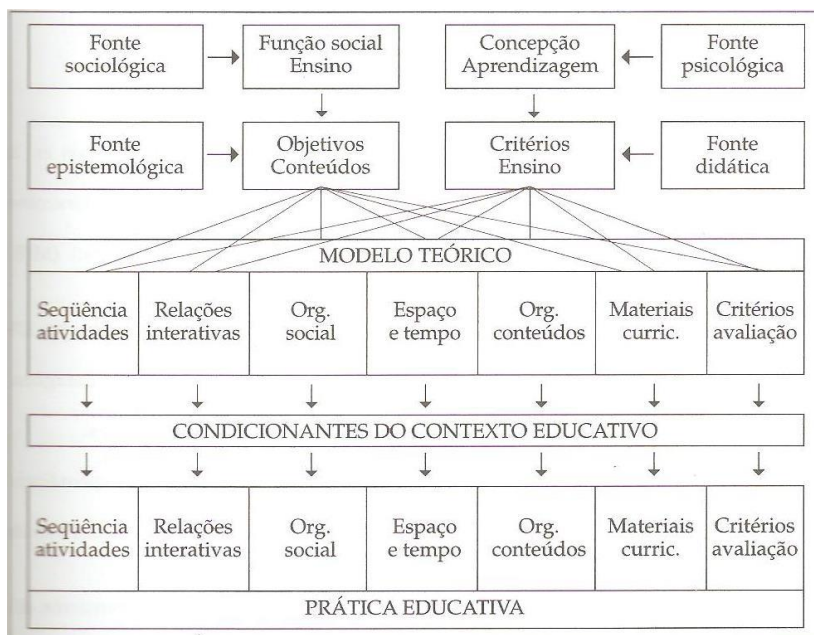 Fonte
sociológica
Função social
Ensino
Concepção
Aprendizagem
Fonte
psicológica
Fonte
epistemológica
Objetivos
Conteúdos
Critérios
Ensino
Fonte
didática
MODELO TEÓRICO
Seqüência
atividades
Relações
interativas
Org.
social
Espaço
e tempo
Org.
conteúdos
Materiais
curric.
Critérios
avaliação
CONDICIONANTES DO CONTEXTO EDUCATIVO
Seqüência
atividades
Relações
interativas
Org.
social
Espaço
e tempo
Org.
conteúdos
Materiais
curric.
Critérios
avaliação
PRÁTICA EDUCATIVA